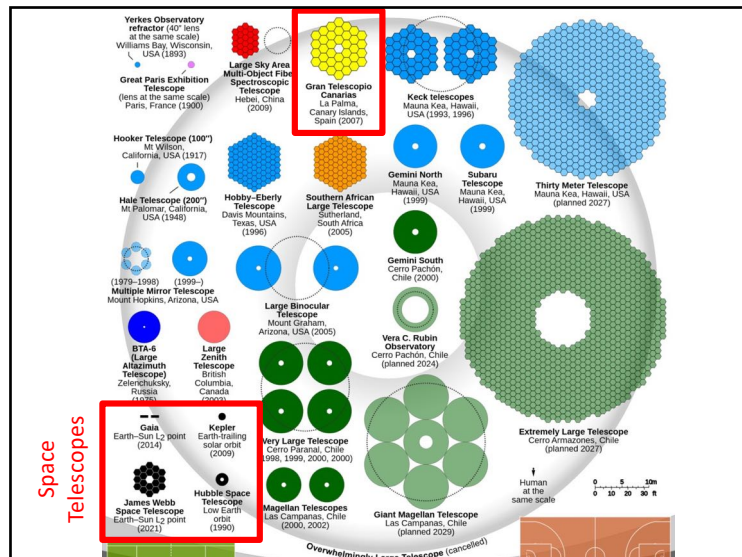 Yerkes Observatory
refractor (40″ lens
at the same scale)
Williams Bay, Wisconsin,
USA (1893)
Great Paris Exhibition
Telescope
(lens at the same scale)
Paris, France (1900)
Large Sky Area
Multi-Object Fiber
Spectroscopic
Telescope
Hebei, China
(2009)
Gran Telescopio
Canarias
La Palma,
Canary Islands,
Spain (2007)
Keck telescopes
Mauna Kea, Hawaii,
USA (1993, 1996)
Thirty Meter Telescope
Mauna Kea, Hawaii, USA
(planned 2027)
Hooker Telescope (100″)
Mt Wilson,
California, USA (1917)
Hale Telescope (200″)
Mt Palomar, California,
USA (1948)
Hobby–Eberly
Telescope
Davis Mountains,
Texas, USA
(1996)
Southern African
Large Telescope
Sutherland,
South Africa
(2005)
Gemini North
Mauna Kea,
Hawaii, USA
(1999)
Subaru
Telescope
Mauna Kea,
Hawaii, USA
(1999)
Gemini South
Cerro Pachón,
Chile (2000)
(1979–1998) (1999–)
Multiple Mirror Telescope
Mount Hopkins, Arizona, USA
Large Binocular
Telescope
Mount Graham,
Arizona, USA (2005)
Vera C. Rubin
Observatory
Cerro Pachón, Chile
(planned 2024)
BTA-6
(Large
Altazimuth
Telescope)
Zelenchuksky,
Russia
(1975)
Large
Zenith
Telescope
British
Columbia,
Canada
(2003)
Very Large Telescope
Cerro Paranal, Chile
(1998, 1999, 2000, 2000)
Extremely Large Telescope
Cerro Armazones, Chile
(planned 2027)
Space
Telescopes
Gaia
Earth–Sun L2 point
(2014)
Kepler
Earth-trailing
solar orbit
(2009)
James Webb
Space Telescope
Earth–Sun L2 point
(2021)
Hubble Space
Telescope
Low Earth
orbit
(1990)
Magellan Telescopes
Las Campanas, Chile
(2000, 2002)
Giant Magellan Telescope
Las Campanas, Chile
(planned 2029)
Human
at the
same scale
0 5 10m
0 10 20 30 ft
Overwhelmingly Large Telescope (cancelled)